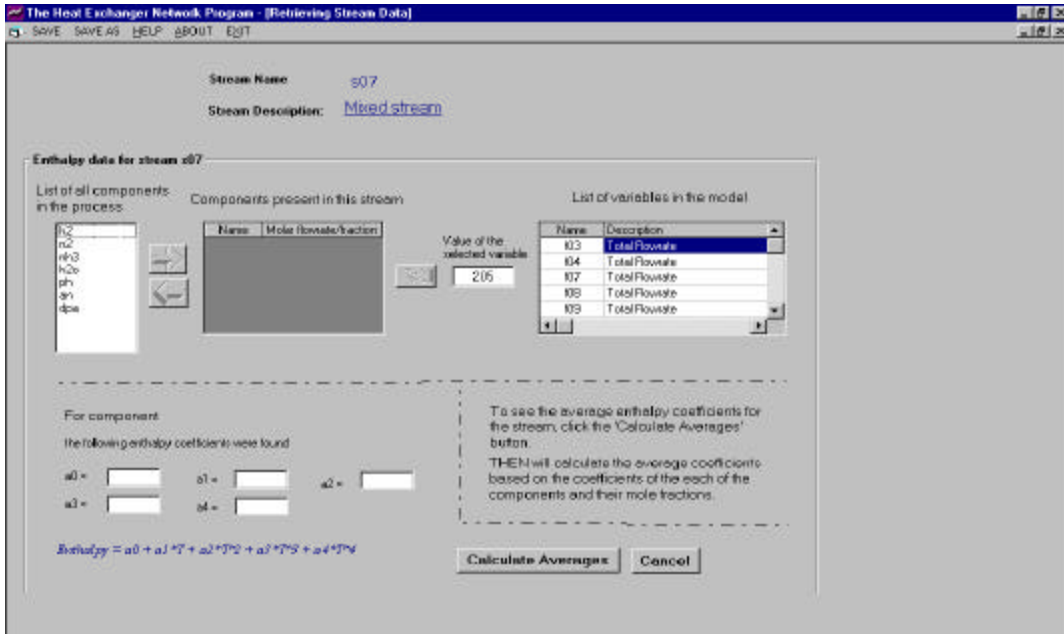 The Heat Exchanger Network Program - [Retrieving Stream Data]
SAVE SAVE AS HELP ABOUT EXIT
Stream Name s07
Stream Description: Mixed stream
Enthalpy data for stream s07
List of all components
in the process
h2
n2
nh3
h2o
ph
an
dpa
Components present in this stream
Name Molar flowrate/fraction
Value of the
selected variable
205
List of variables in the model
Name Description
f03 Total Flowrate
f04 Total Flowrate
f07 Total Flowrate
f08 Total Flowrate
f09 Total Flowrate
For component
the following enthalpy coefficients were found
a0 = a1 = a2 =
a3 = a4 =
Enthalpy = a0 + a1*T + a2*T^2 + a3*T^3 + a4*T^4
To see the average enthalpy coefficients for
the stream, click the 'Calculate Averages'
button.
THEN will calculate the average coefficients
based on the coefficients of the each of the
components and their mole fractions.
Calculate Averages Cancel